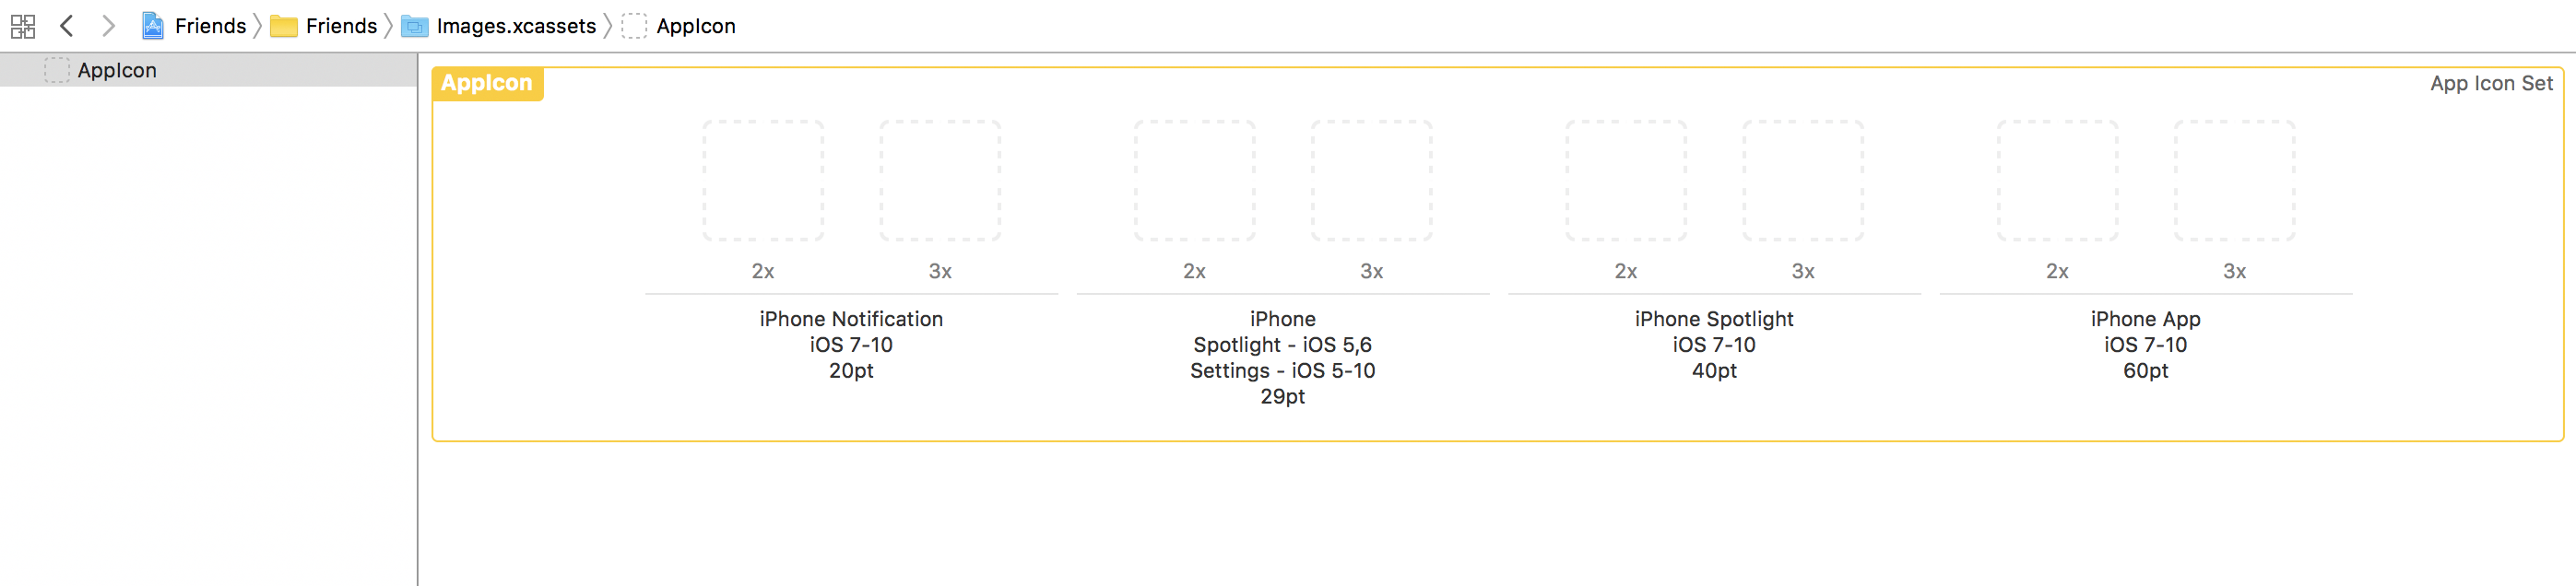 Friends Friends Images.xcassets AppIcon
AppIcon
AppIcon
App Icon Set
2x 3x 2x 3x 2x 3x 2x 3x
iPhone Notification
iOS 7-10
20pt
iPhone
Spotlight - iOS 5,6
Settings - iOS 5-10
29pt
iPhone Spotlight
iOS 7-10
40pt
iPhone App
iOS 7-10
60pt